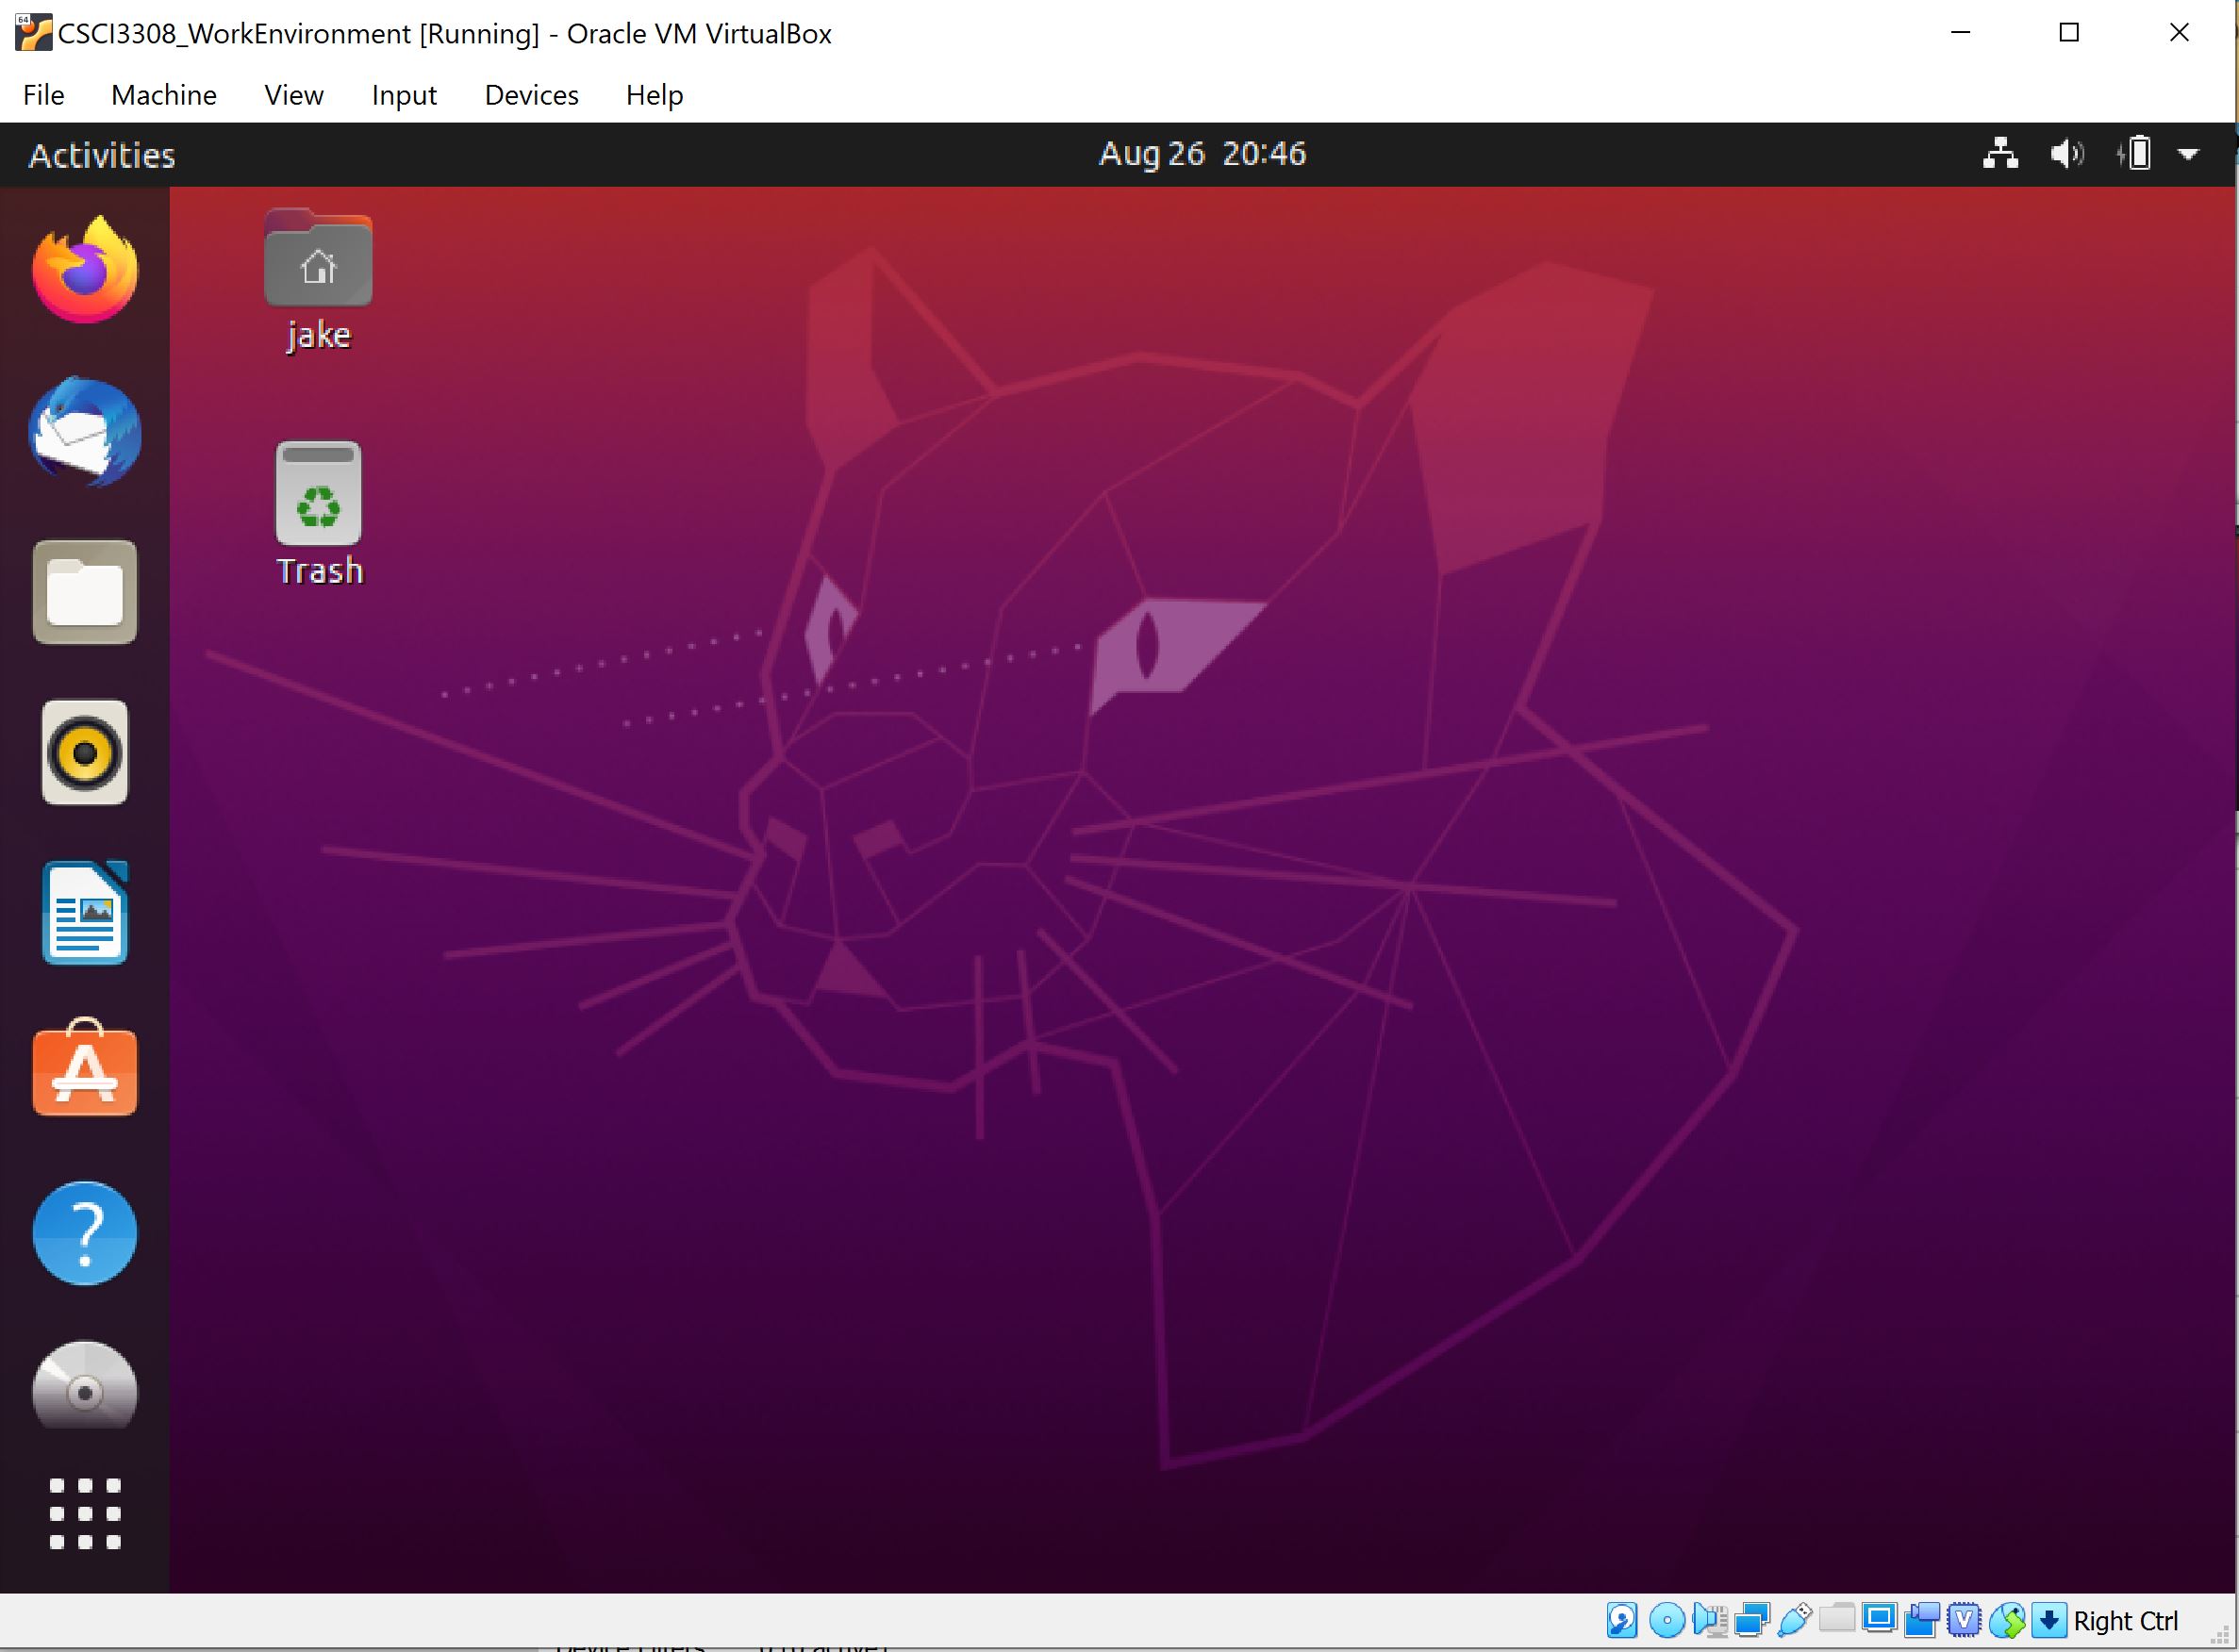 CSCI3308_WorkEnvironment [Running] - Oracle VM VirtualBox
File Machine View Input Devices Help
Activities Aug 26 20:46
jake
Trash
Right Ctrl